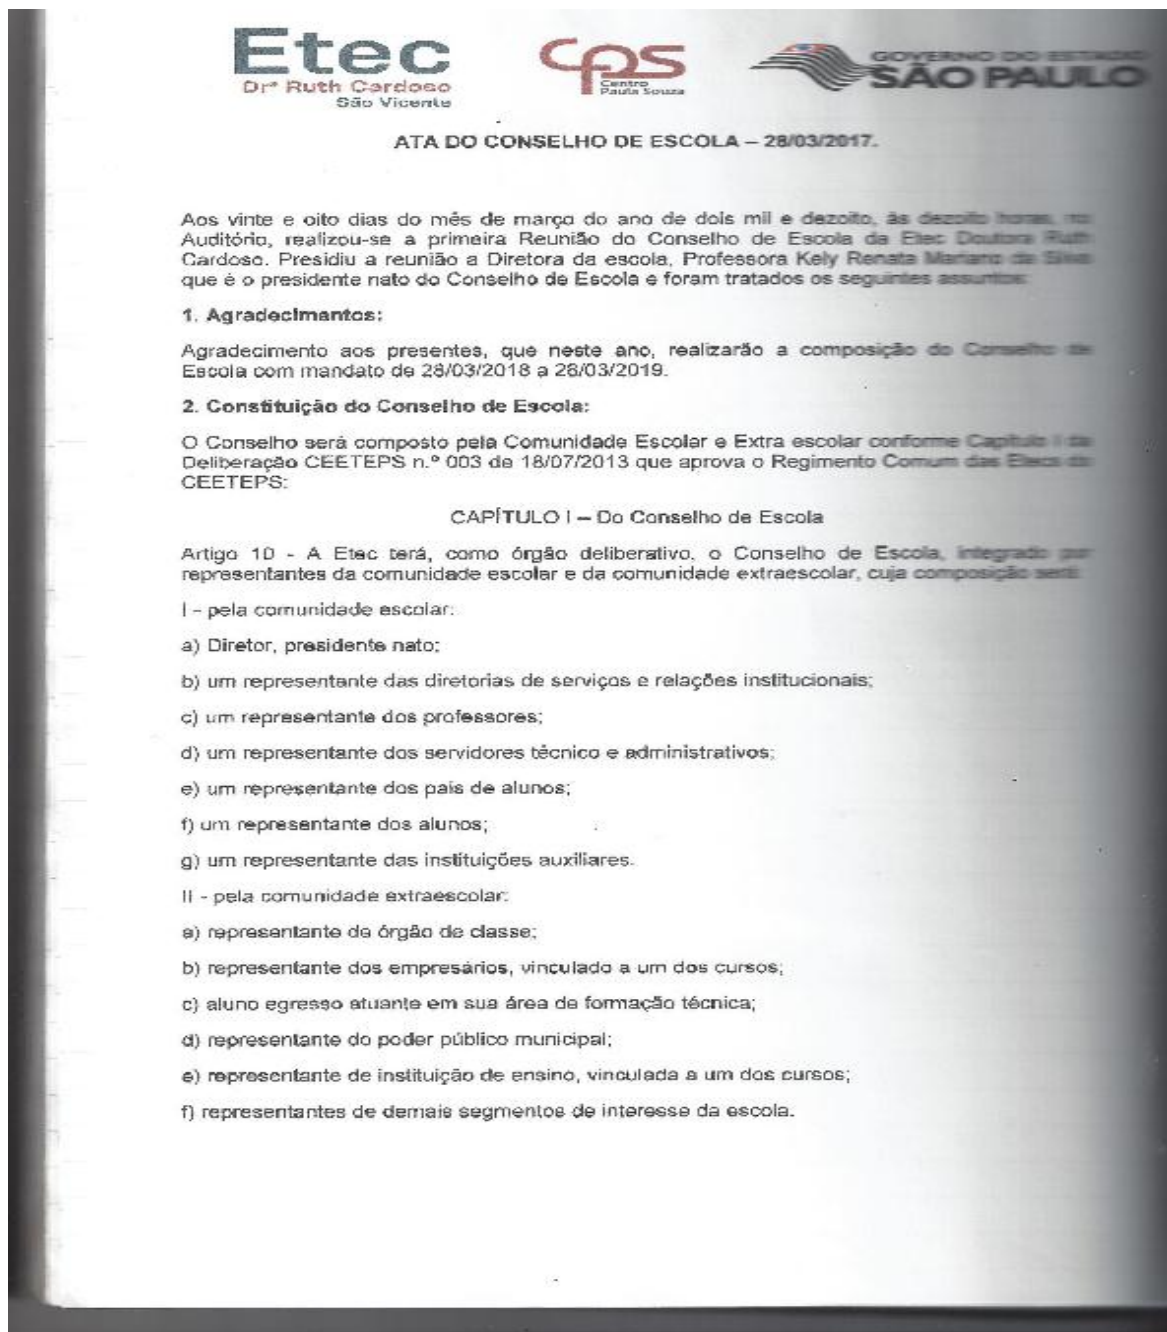 Etec
Drª Ruth Cardoso
São Vicente
cps
Centro
Paula Souza
GOVERNO DO ESTADO
SÃO PAULO
ATA DO CONSELHO DE ESCOLA – 28/03/2017.
Aos vinte e oito dias do mês de março do ano de dois mil e dezoito, às dezoito horas, no
Auditório, realizou-se a primeira Reunião do Conselho de Escola da Etec Doutora Ruth
Cardoso. Presidiu a reunião a Diretora da escola, Professora Kely Renata Mariano da Silva
que é o presidente nato do Conselho de Escola e foram tratados os seguintes assuntos:
1. Agradecimantos:
Agradecimento aos presentes, que neste ano, realizarão a composição do Conselho de
Escola com mandato de 28/03/2018 a 28/03/2019.
2. Constituição do Conselho de Escola:
O Conselho será composto pela Comunidade Escolar e Extra escolar conforme Capítulo I da
Deliberação CEETEPS n.º 003 de 18/07/2013 que aprova o Regimento Comum das Etecs do
CEETEPS:
CAPÍTULO I – Do Conselho de Escola
Artigo 10 - A Etec terá, como órgão deliberativo, o Conselho de Escola, integrado por
representantes da comunidade escolar e da comunidade extraescolar, cuja composição será:
I - pela comunidade escolar:
a) Diretor, presidente nato;
b) um representante das diretorias de serviços e relações institucionais;
c) um representante dos professores;
d) um representante dos servidores técnico e administrativos;
e) um representante dos pais de alunos;
f) um representante dos alunos;
g) um representante das instituições auxiliares.
II - pela comunidade extraescolar:
a) representante de órgão de classe;
b) representante dos empresários, vinculado a um dos cursos;
c) aluno egresso atuante em sua área de formação técnica;
d) representante do poder público municipal;
e) representante de instituição de ensino, vinculada a um dos cursos;
f) representantes de demais segmentos de interesse da escola.